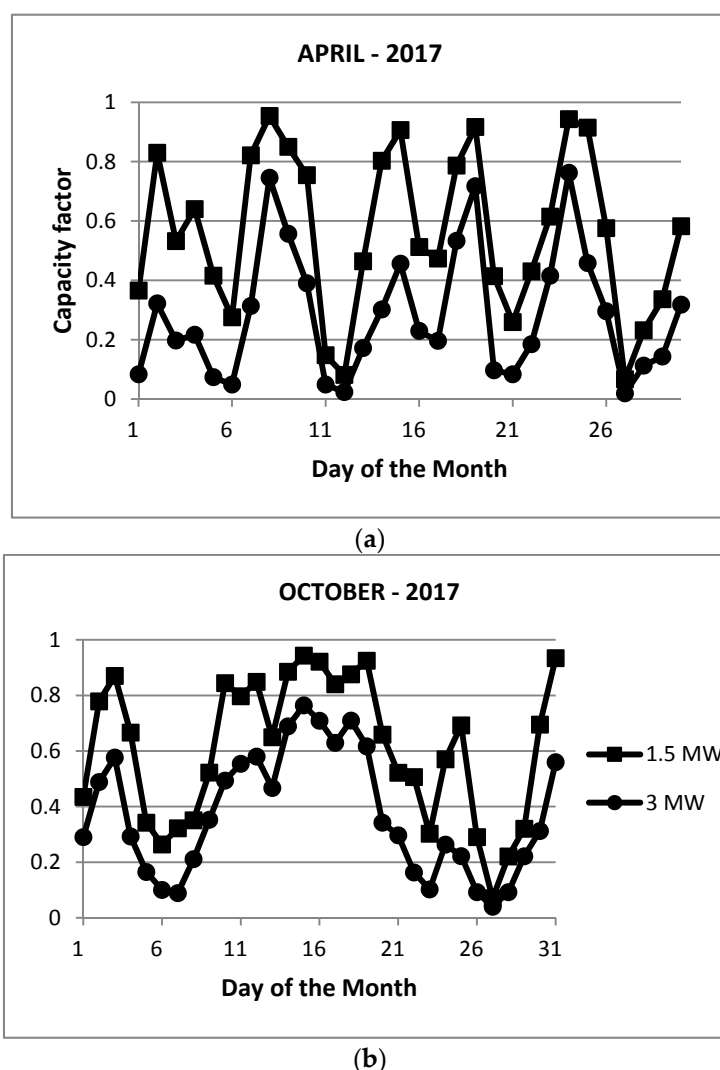 APRIL - 2017
Capacity factor
1
0.8
0.6
0.4
0.2
0
1 6 11 16 21 26
Day of the Month
(a)
OCTOBER - 2017
1
0.8
0.6
0.4
0.2
0
1 6 11 16 21 26 31
Day of the Month
1.5 MW
3 MW
(b)